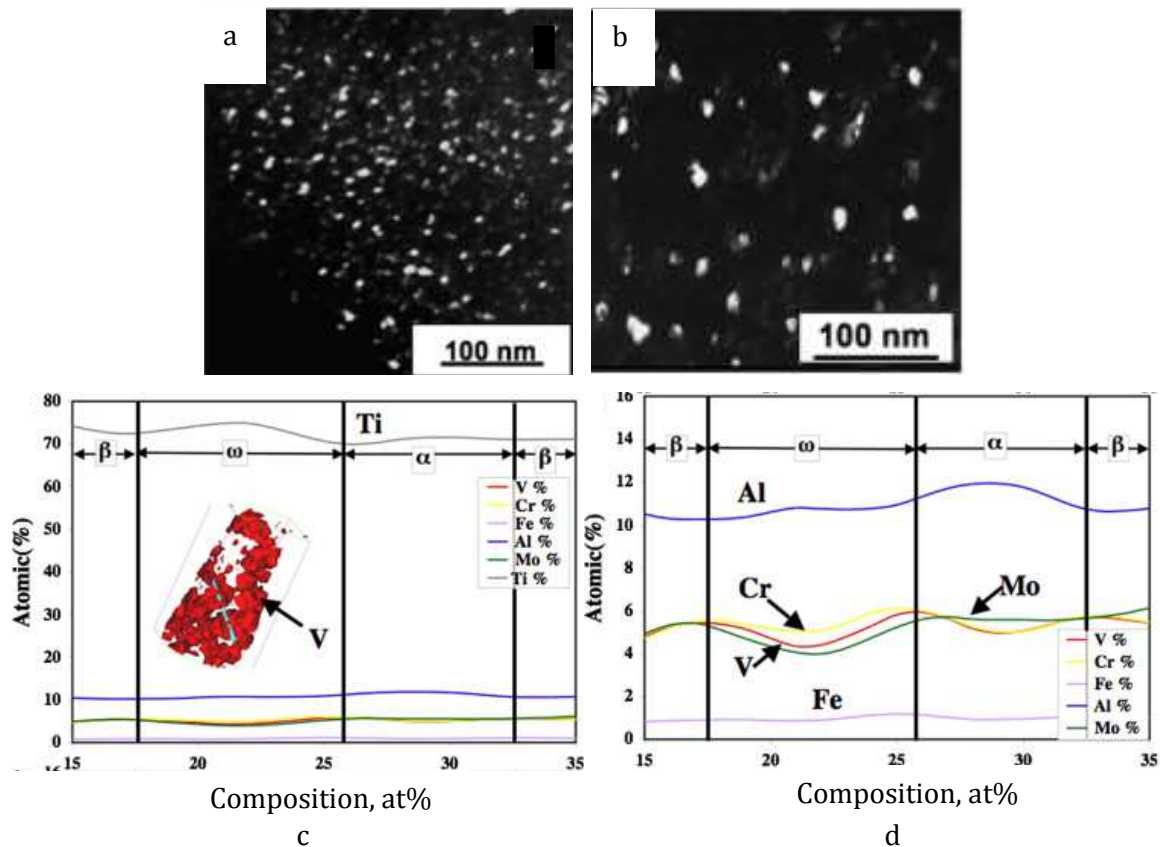 a
b
100 nm
100 nm
80
70
60
50
40
30
20
10
0
Atomic(%)
Ti
β
ω
α
β
V %
Cr %
Fe %
Al %
Mo %
Ti %
V
15
20
25
30
35
Composition, at%
c
16
14
12
10
8
6
4
2
0
Atomic(%)
β
ω
α
β
Al
Cr
Mo
V
Fe
V %
Cr %
Fe %
Al %
Mo %
15
20
25
30
35
Composition, at%
d